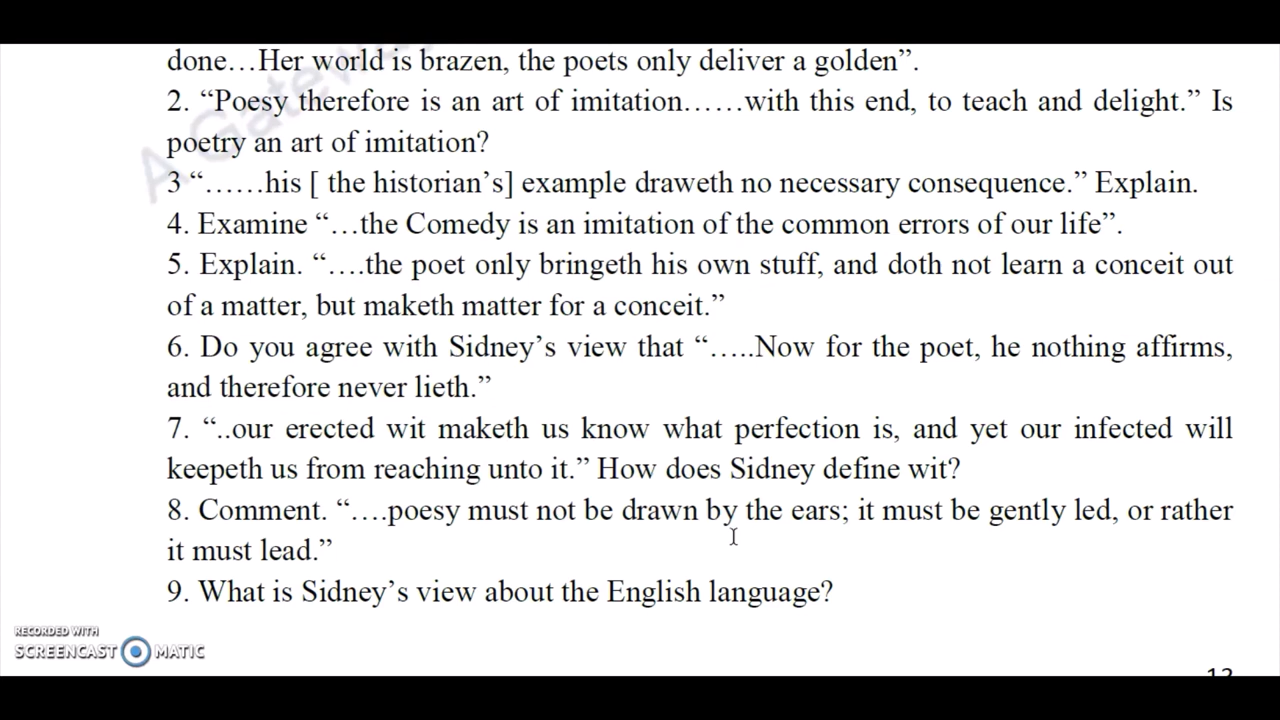 done…Her world is brazen, the poets only deliver a golden”.
2. “Poesy therefore is an art of imitation……with this end, to teach and delight.” Is
poetry an art of imitation?
3 “……his [ the historian’s] example draweth no necessary consequence.” Explain.
4. Examine “…the Comedy is an imitation of the common errors of our life”.
5. Explain. “….the poet only bringeth his own stuff, and doth not learn a conceit out
of a matter, but maketh matter for a conceit.”
6. Do you agree with Sidney’s view that “…..Now for the poet, he nothing affirms,
and therefore never lieth.”
7. “..our erected wit maketh us know what perfection is, and yet our infected will
keepeth us from reaching unto it.” How does Sidney define wit?
8. Comment. “….poesy must not be drawn by the ears; it must be gently led, or rather
it must lead.”
9. What is Sidney’s view about the English language?
A Gateway
RECORDED WITH
SCREENCAST MATIC